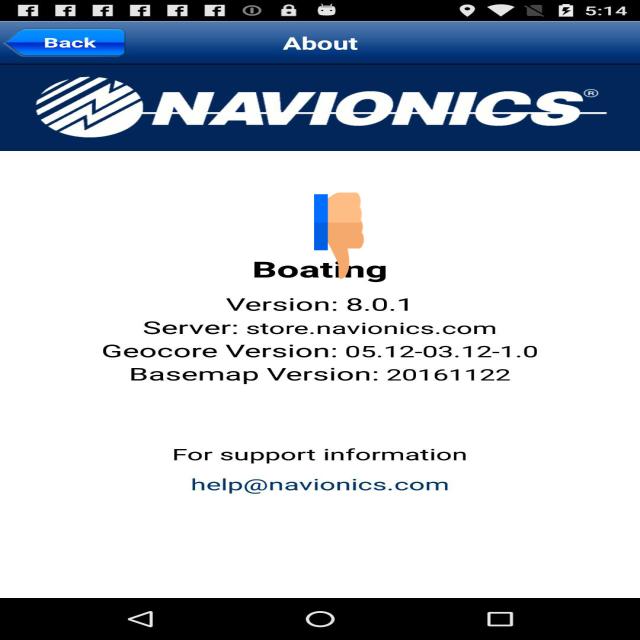 5:14
Back
About
NAVIONICS®
Boating
Version: 8.0.1
Server: store.navionics.com
Geocore Version: 05.12-03.12-1.0
Basemap Version: 20161122
For support information
help@navionics.com